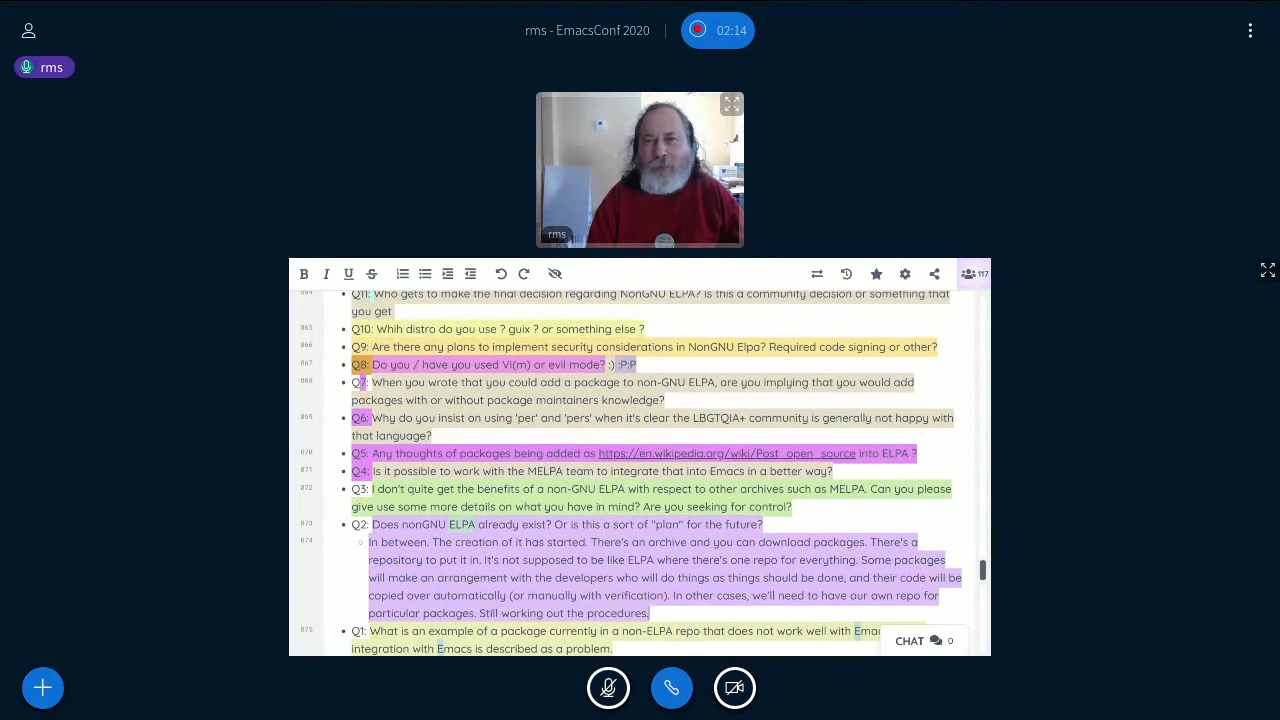 rms - EmacsConf 2020
02:14
rms
rms
117
864
Q11: Who gets to make the final decision regarding NonGNU ELPA? Is this a community decision or something that
you get
865
Q10: Whih distro do you use ? guix ? or something else ?
866
Q9: Are there any plans to implement security considerations in NonGNU Elpa? Required code signing or other?
867
Q8: Do you / have you used Vi(m) or evil mode? :) :P:P
868
Q7: When you wrote that you could add a package to non-GNU ELPA, are you implying that you would add
packages with or without package maintainers knowledge?
869
Q6: Why do you insist on using 'per' and 'pers' when it's clear the LBGTQIA+ community is generally not happy with
that language?
870
Q5: Any thoughts of packages being added as https://en.wikipedia.org/wiki/Post_open_source into ELPA ?
871
Q4: Is it possible to work with the MELPA team to integrate that into Emacs in a better way?
872
Q3: I don't quite get the benefits of a non-GNU ELPA with respect to other archives such as MELPA. Can you please
give use some more details on what you have in mind? Are you seeking for control?
873
Q2: Does nonGNU ELPA already exist? Or is this a sort of "plan" for the future?
874
In between. The creation of it has started. There's an archive and you can download packages. There's a
repository to put it in. It's not supposed to be like ELPA where there's one repo for everything. Some packages
will make an arrangement with the developers who will do things as things should be done, and their code will be
copied over automatically (or manually with verification). In other cases, we'll need to have our own repo for
particular packages. Still working out the procedures.
875
Q1: What is an example of a package currently in a non-ELPA repo that does not work well with Emac
integration with Emacs is described as a problem.
CHAT 0